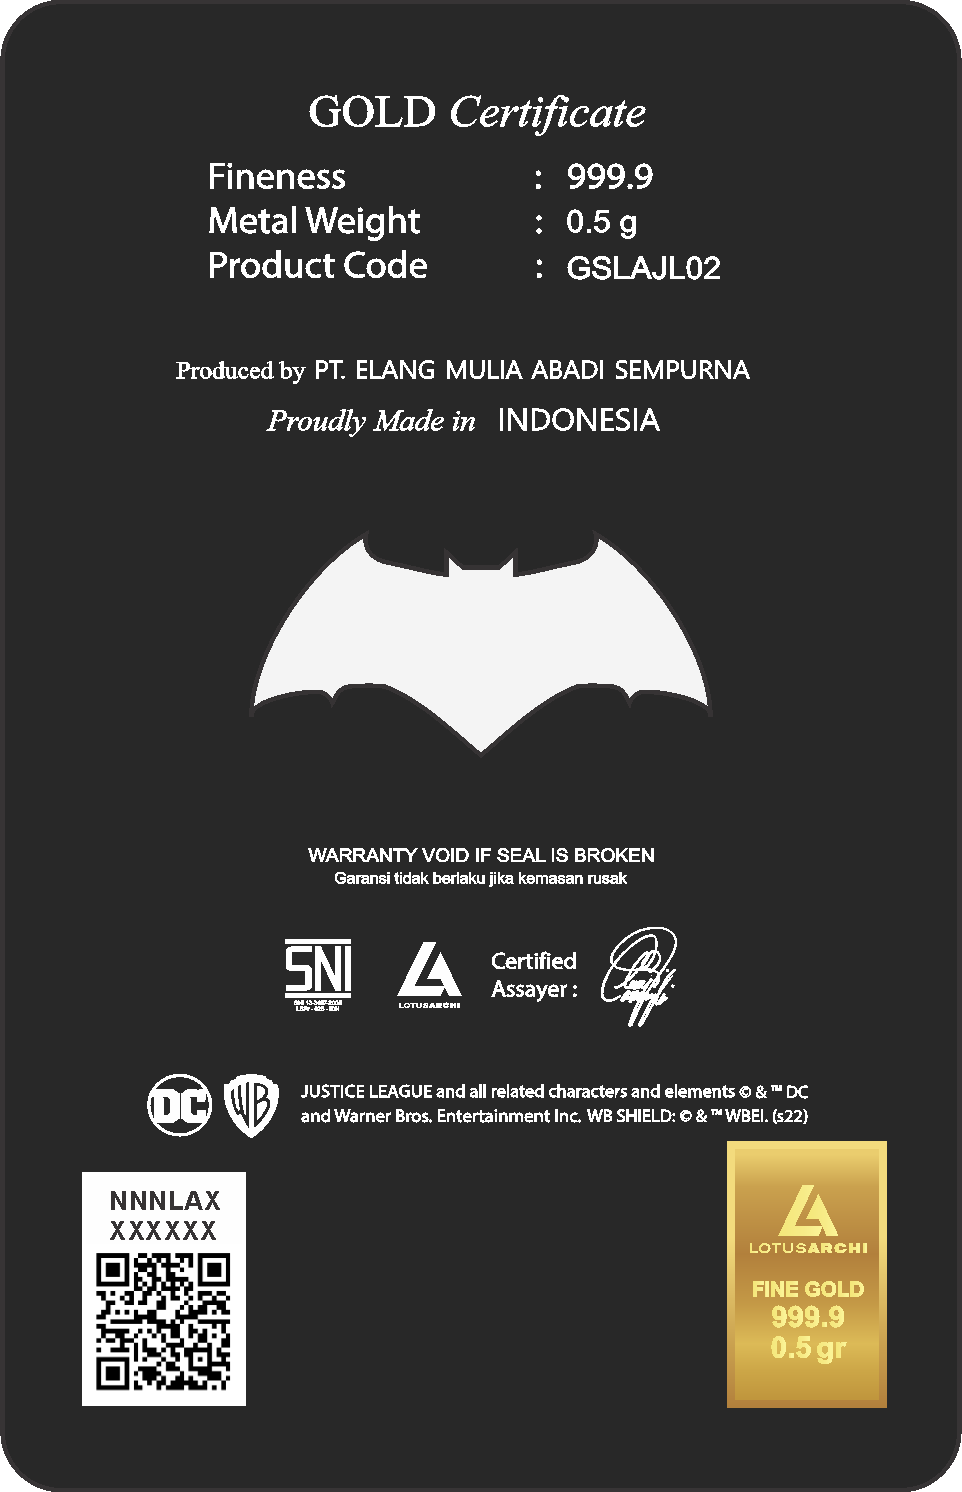 GOLD Certificate
Fineness : 999.9
Metal Weight : 0.5 g
Product Code : GSLAJL02
Produced by PT. ELANG MULIA ABADI SEMPURNA
Proudly Made in INDONESIA
WARRANTY VOID IF SEAL IS BROKEN
Garansi tidak berlaku jika kemasan rusak
SNI
LOTUSARCHI
Certified
Assayer :
DC
WB
JUSTICE LEAGUE and all related characters and elements © & ™ DC
and Warner Bros. Entertainment Inc. WB SHIELD: © & ™ WBEI. (s22)
NNNLAX
XXXXXX
LOTUSARCHI
FINE GOLD
999.9
0.5 gr